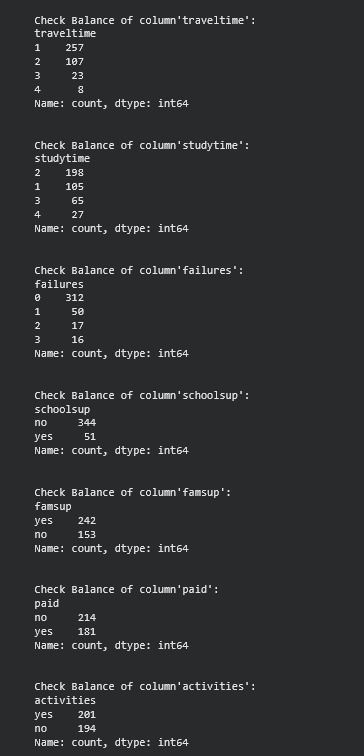 Check Balance of column'traveltime':
traveltime
1    257
2    107
3     23
4      8
Name: count, dtype: int64
Check Balance of column'studytime':
studytime
2    198
1    105
3     65
4     27
Name: count, dtype: int64
Check Balance of column'failures':
failures
0    312
1     50
2     17
3     16
Name: count, dtype: int64
Check Balance of column'schoolsup':
schoolsup
no     344
yes     51
Name: count, dtype: int64
Check Balance of column'famsup':
famsup
yes    242
no     153
Name: count, dtype: int64
Check Balance of column'paid':
paid
no     214
yes    181
Name: count, dtype: int64
Check Balance of column'activities':
activities
yes    201
no     194
Name: count, dtype: int64